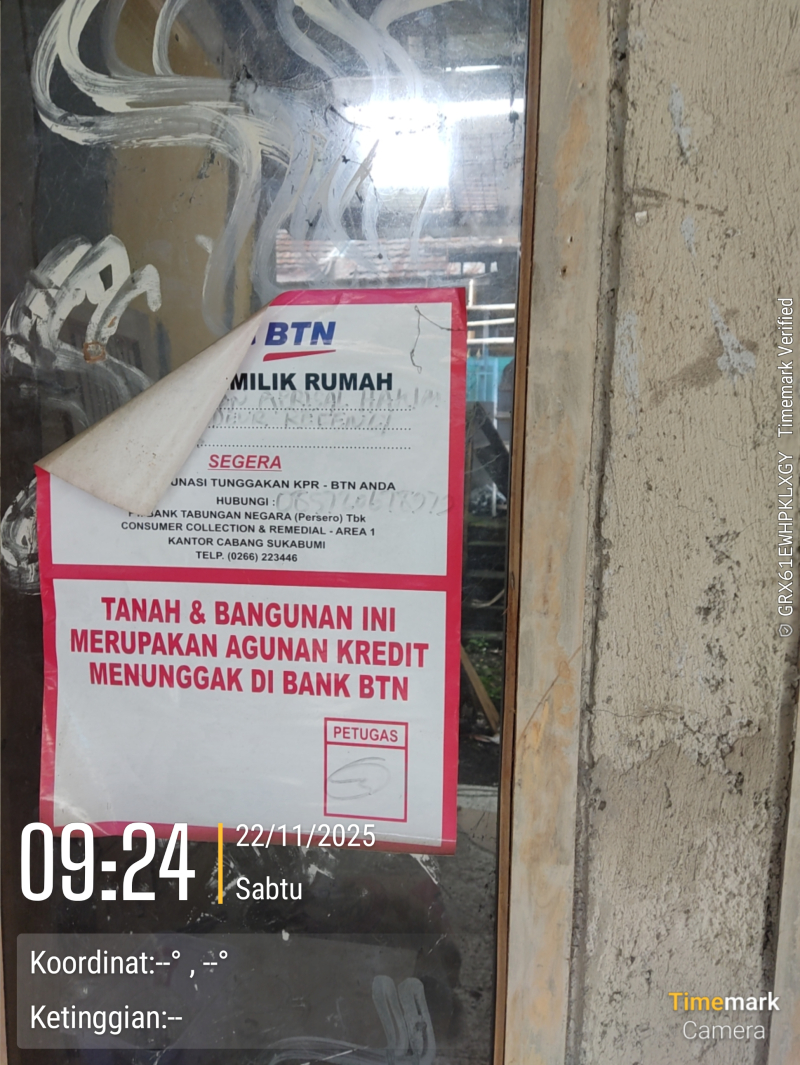 BTN
MILIK RUMAH
SEGERA
UNASI TUNGGAKAN KPR - BTN ANDA
HUBUNGI :
PT. BANK TABUNGAN NEGARA (Persero) Tbk
CONSUMER COLLECTION & REMEDIAL - AREA 1
KANTOR CABANG SUKABUMI
TELP. (0266) 223446
TANAH & BANGUNAN INI
MERUPAKAN AGUNAN KREDIT
MENUNGGAK DI BANK BTN
PETUGAS
09:24
22/11/2025
Sabtu
Koordinat:--° , --°
Ketinggian:--
Timemark
Camera
© GRX61EWHPKLXGY Timemark Verified